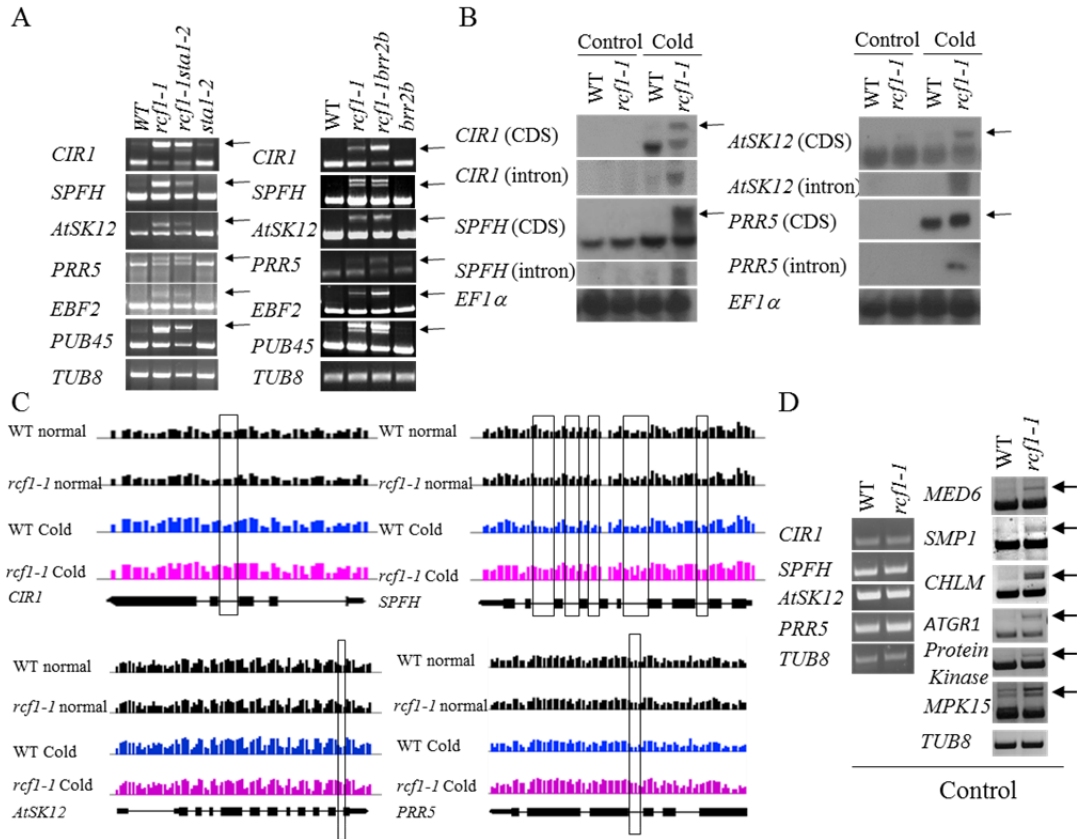 A
WT
rcf1-1
rcf1-1sta1-2
sta1-2
CIR1
SPFH
AtSK12
PRR5
EBF2
PUB45
TUB8
WT
rcf1-1
rcf1-1brr2b
brr2b
CIR1
SPFH
AtSK12
PRR5
EBF2
PUB45
TUB8
B
Control Cold
WT
rcf1-1
WT
rcf1-1
CIR1 (CDS)
CIR1 (intron)
SPFH (CDS)
SPFH (intron)
EF1α
Control Cold
WT
rcf1-1
WT
rcf1-1
AtSK12 (CDS)
AtSK12 (intron)
PRR5 (CDS)
PRR5 (intron)
EF1α
C
WT normal
rcf1-1 normal
WT Cold
rcf1-1 Cold
CIR1
WT normal
rcf1-1 normal
WT Cold
rcf1-1 Cold
SPFH
WT normal
rcf1-1 normal
WT Cold
rcf1-1 Cold
AtSK12
WT normal
rcf1-1 normal
WT Cold
rcf1-1 Cold
PRR5
D
WT
rcf1-1
CIR1
SPFH
AtSK12
PRR5
TUB8
WT
rcf1-1
MED6
SMP1
CHLM
ATGR1
Protein
Kinase
MPK15
TUB8
Control